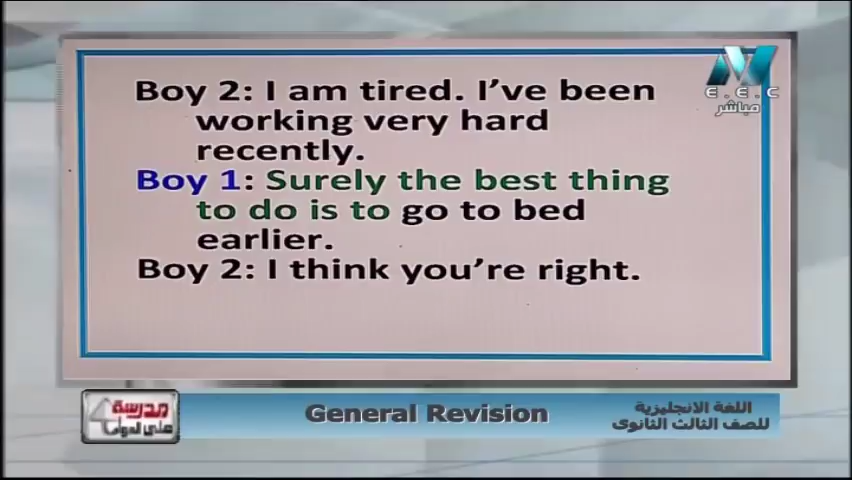 Boy 2: I am tired. I've been
working very hard
recently.
Boy 1: Surely the best thing
to do is to go to bed
earlier.
Boy 2: I think you're right.
E.E.C
مباشر
مدرسة
على الهواء
General Revision
اللغة الانجليزية
للصف الثالث الثانوى